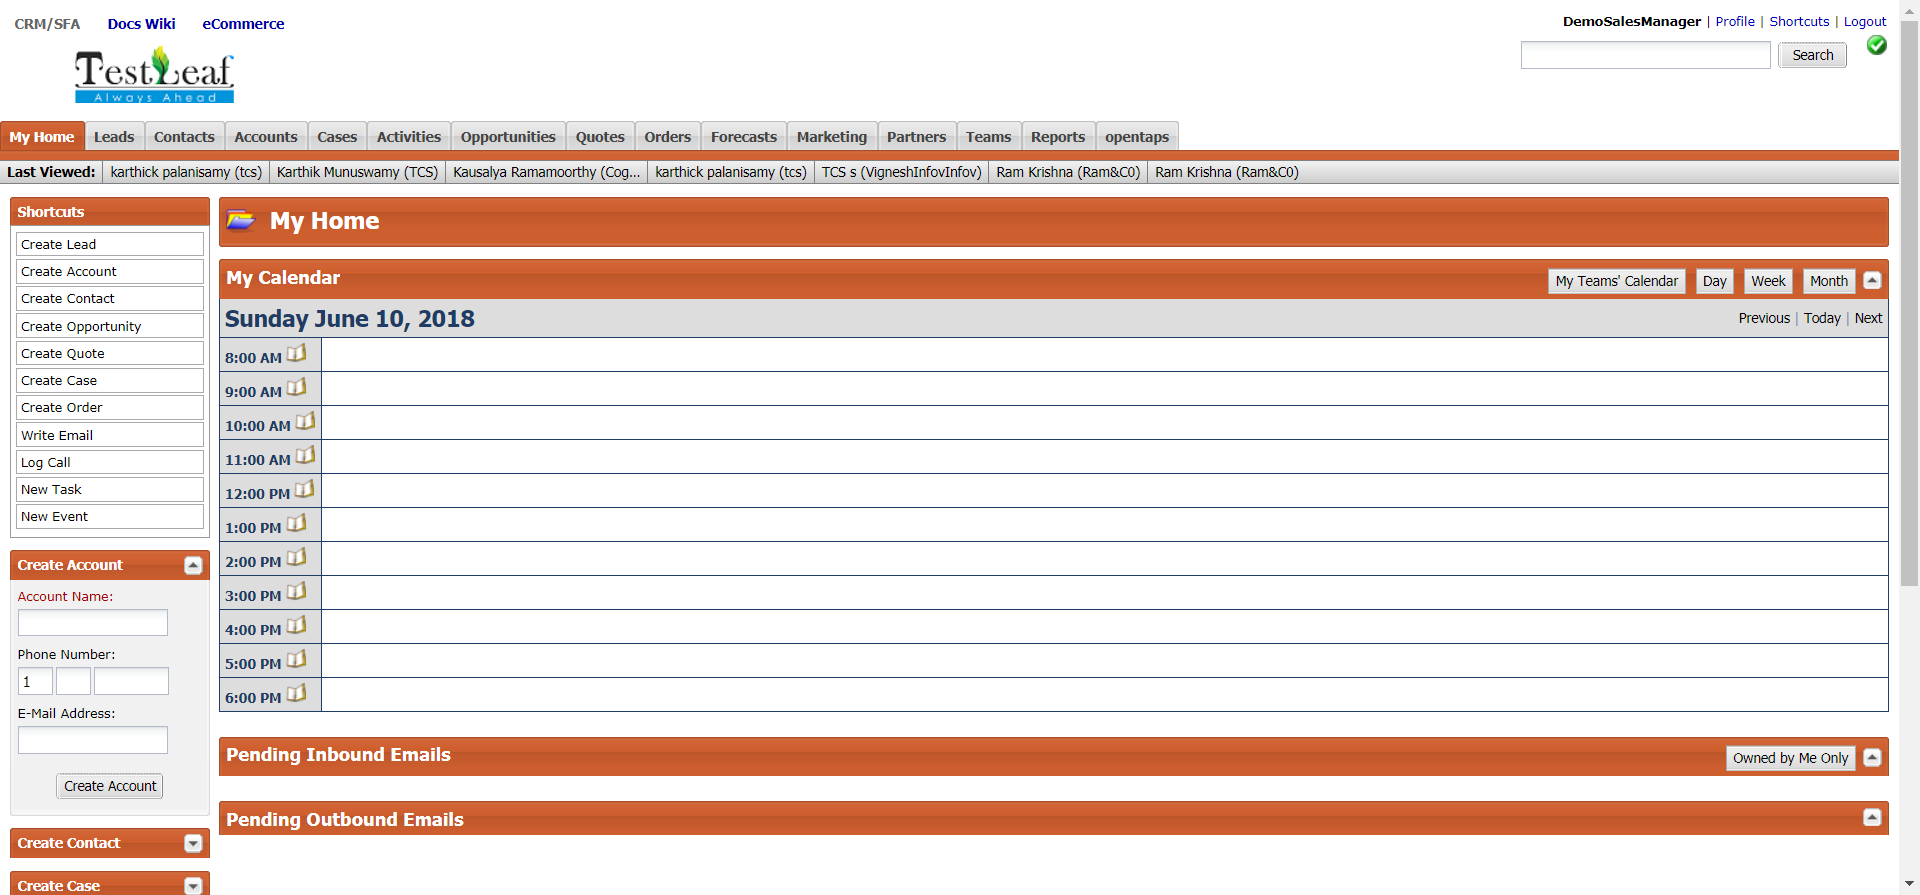 CRM/SFA Docs Wiki eCommerce
DemoSalesManager | Profile | Shortcuts | Logout
Search
TestLeaf
Always Ahead
My Home Leads Contacts Accounts Cases Activities Opportunities Quotes Orders Forecasts Marketing Partners Teams Reports opentaps
Last Viewed: karthick palanisamy (tcs) Karthik Munuswamy (TCS) Kausalya Ramamoorthy (Cog... karthick palanisamy (tcs) TCS s (VigneshInfovInfov) Ram Krishna (Ram&C0) Ram Krishna (Ram&C0)
Shortcuts
Create Lead
Create Account
Create Contact
Create Opportunity
Create Quote
Create Case
Create Order
Write Email
Log Call
New Task
New Event
Create Account
Account Name:
Phone Number:
1
E-Mail Address:
Create Account
Create Contact
Create Case
My Home
My Calendar
My Teams' Calendar Day Week Month
Sunday June 10, 2018
Previous | Today | Next
8:00 AM
9:00 AM
10:00 AM
11:00 AM
12:00 PM
1:00 PM
2:00 PM
3:00 PM
4:00 PM
5:00 PM
6:00 PM
Pending Inbound Emails
Owned by Me Only
Pending Outbound Emails